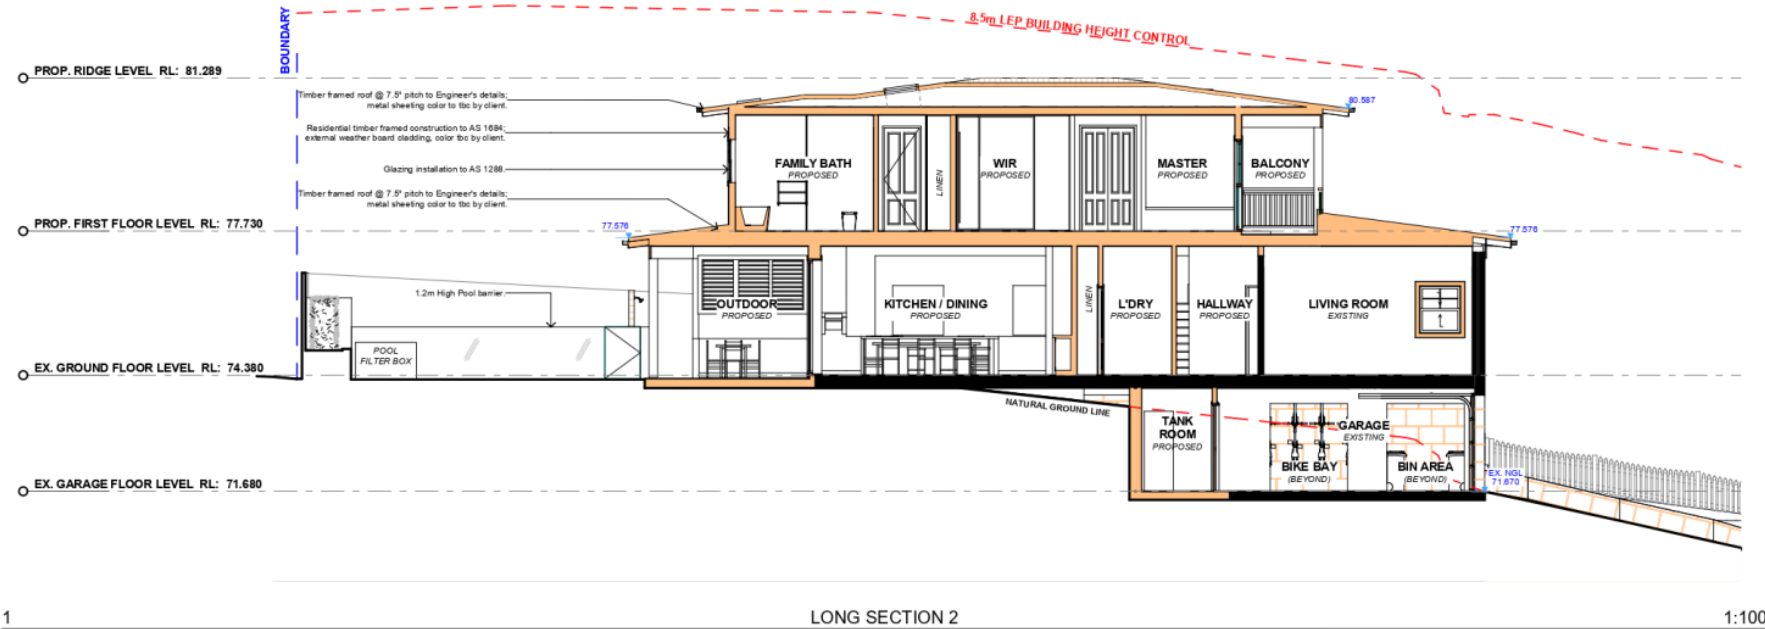 BOUNDARY
8.5m LEP BUILDING HEIGHT CONTROL
PROP. RIDGE LEVEL RL: 81.289
Timber framed roof @ 7.5° pitch to Engineer's details;
metal sheeting color to tbc by client.
80.587
Residential timber framed construction to AS 1684;
external weather board cladding, color tbc by client.
Glazing installation to AS 1288.
FAMILY BATH
PROPOSED
LINEN
WIR
PROPOSED
MASTER
PROPOSED
BALCONY
PROPOSED
Timber framed roof @ 7.5° pitch to Engineer's details;
metal sheeting color to tbc by client.
PROP. FIRST FLOOR LEVEL RL: 77.730
77.576
77.576
1.2m High Pool barrier.
OUTDOOR
PROPOSED
KITCHEN / DINING
PROPOSED
LINEN
L'DRY
PROPOSED
HALLWAY
PROPOSED
LIVING ROOM
EXISTING
L
POOL
FILTER BOX
EX. GROUND FLOOR LEVEL RL: 74.380
NATURAL GROUND LINE
TANK
ROOM
PROPOSED
GARAGE
EXISTING
BIKE BAY
(BEYOND)
BIN AREA
(BEYOND)
EX. NGL
71.670
EX. GARAGE FLOOR LEVEL RL: 71.680
1
LONG SECTION 2
1:100